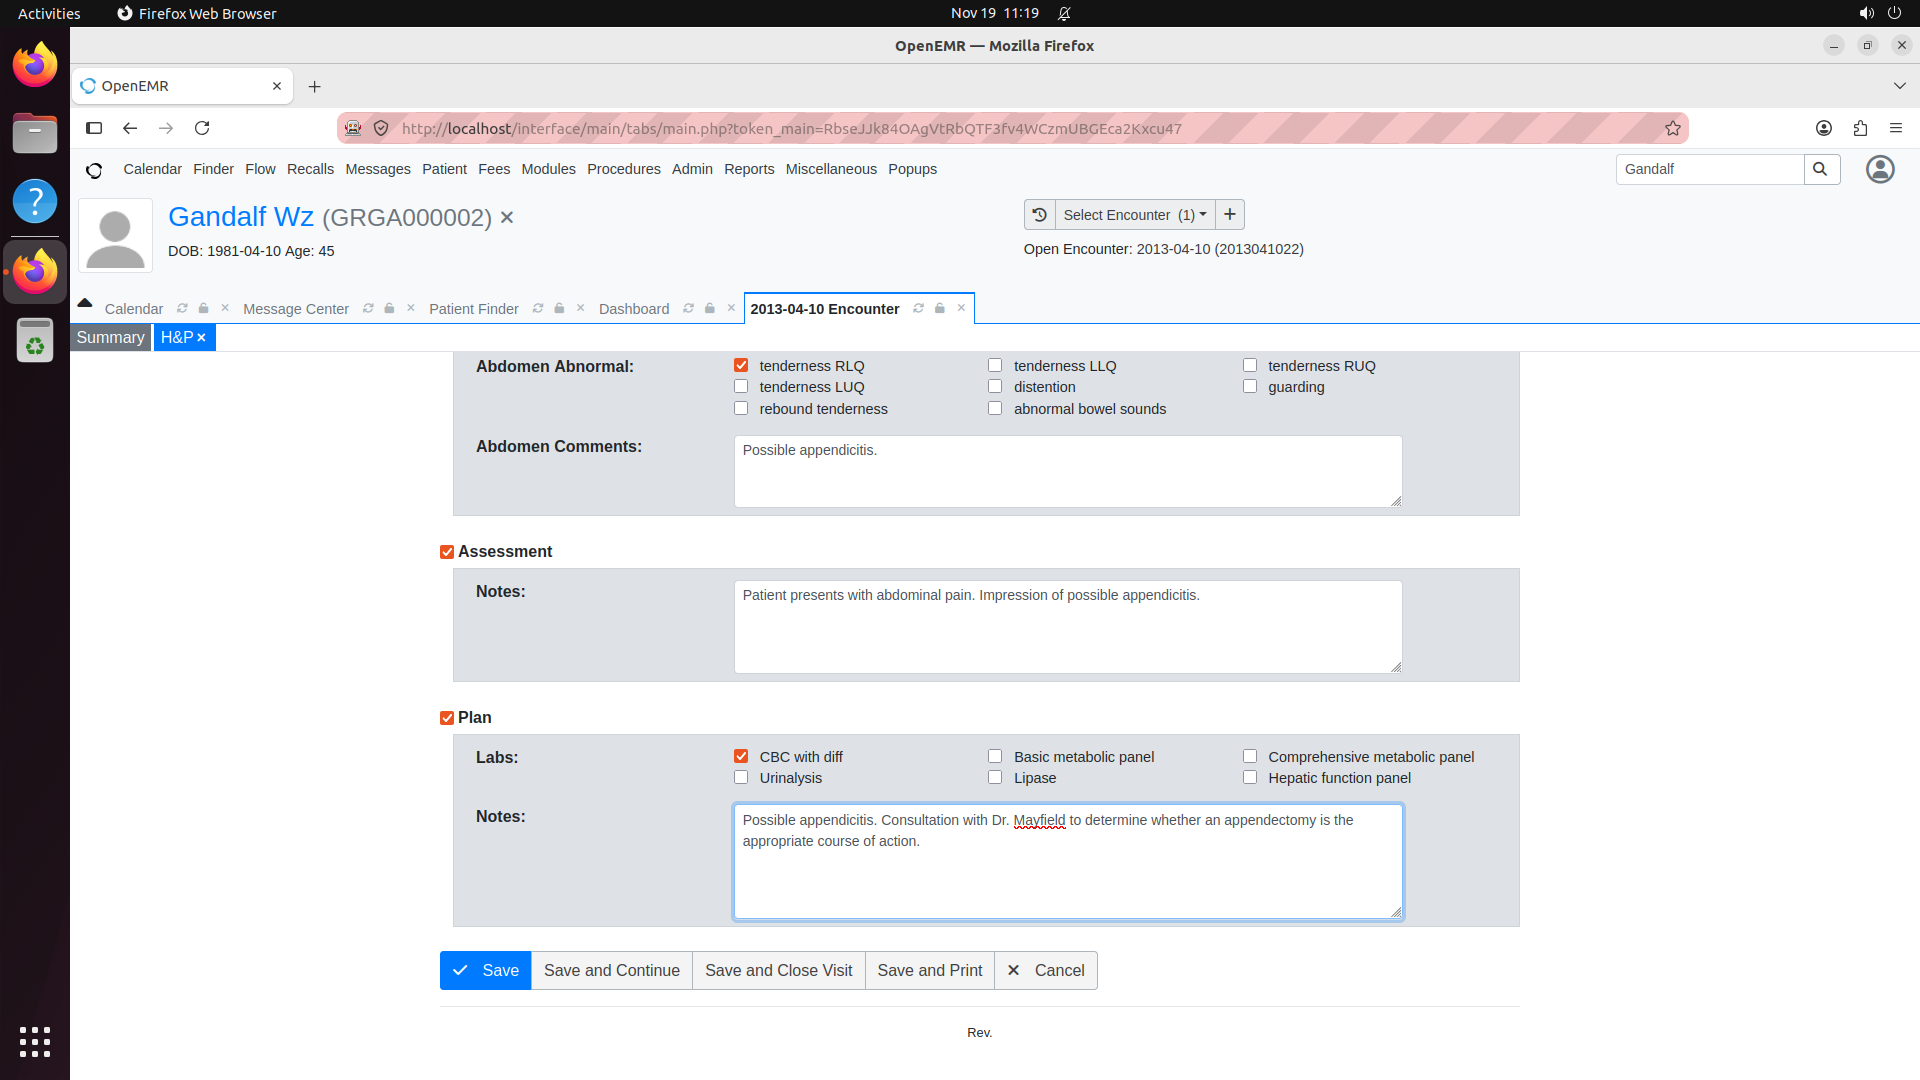 Activities
Firefox Web Browser
Nov 19 11:19
OpenEMR — Mozilla Firefox
OpenEMR
http://localhost/interface/main/tabs/main.php?token_main=RbseJJk84OAgVtRbQTF3fv4WCzmUBGEca2Kxcu47
Calendar Finder Flow Recalls Messages Patient Fees Modules Procedures Admin Reports Miscellaneous Popups
Gandalf
Gandalf Wz (GRGA000002)
DOB: 1981-04-10 Age: 45
Select Encounter (1)
Open Encounter: 2013-04-10 (2013041022)
Calendar Message Center Patient Finder Dashboard 2013-04-10 Encounter
Summary H&P
Abdomen Abnormal: tenderness RLQ tenderness LLQ tenderness RUQ
tenderness LUQ distention guarding
rebound tenderness abnormal bowel sounds
Abdomen Comments: Possible appendicitis.
Assessment
Notes: Patient presents with abdominal pain. Impression of possible appendicitis.
Plan
Labs: CBC with diff Basic metabolic panel Comprehensive metabolic panel
Urinalysis Lipase Hepatic function panel
Notes: Possible appendicitis. Consultation with Dr. Mayfield to determine whether an appendectomy is the
appropriate course of action.
Save Save and Continue Save and Close Visit Save and Print Cancel
Rev.